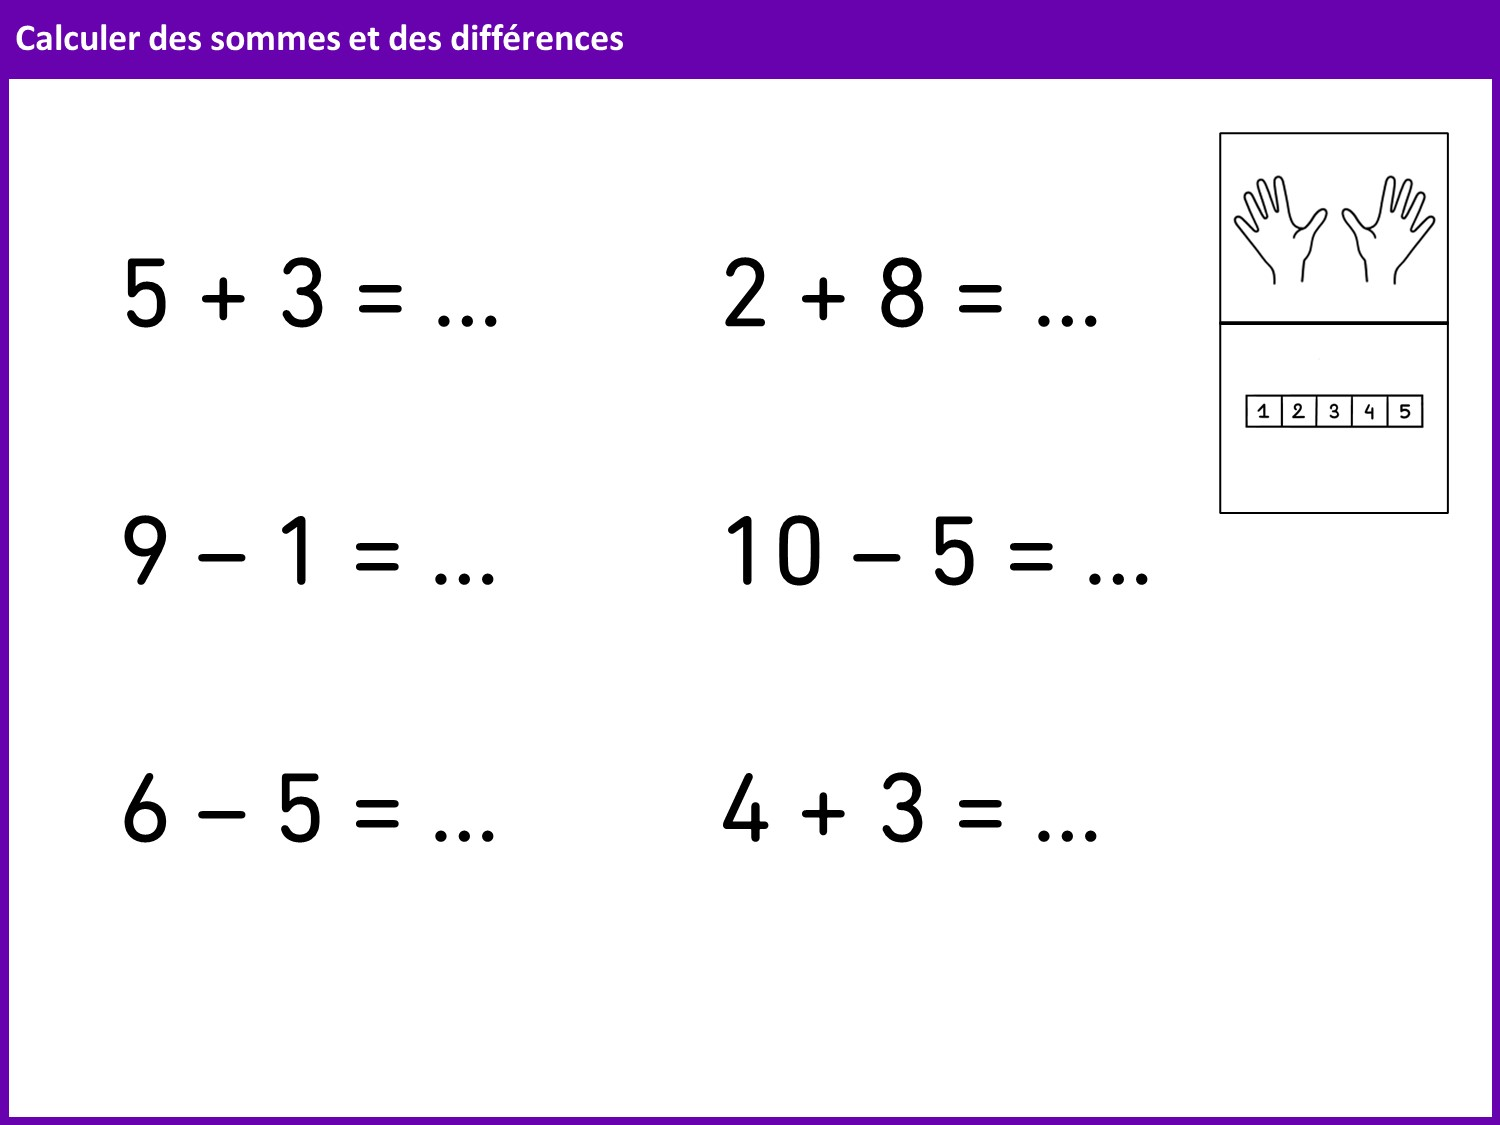 Calculer des sommes et des différences
5 + 3 = ...
2 + 8 = ...
1 2 3 4 5
9 – 1 = ...
10 – 5 = ...
6 – 5 = ...
4 + 3 = ...